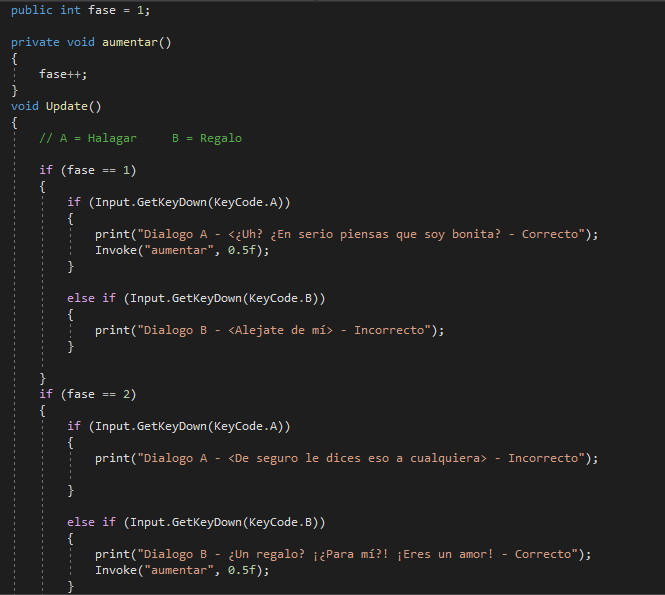 public int fase = 1;
private void aumentar()
{
fase++;
}
void Update()
{
// A = Halagar     B = Regalo
if (fase == 1)
{
if (Input.GetKeyDown(KeyCode.A))
{
print("Dialogo A - <¿Uh? ¿En serio piensas que soy bonita? - Correcto");
Invoke("aumentar", 0.5f);
}
else if (Input.GetKeyDown(KeyCode.B))
{
print("Dialogo B - <Alejate de mí> - Incorrecto");
}
}
if (fase == 2)
{
if (Input.GetKeyDown(KeyCode.A))
{
print("Dialogo A - <De seguro le dices eso a cualquiera> - Incorrecto");
}
else if (Input.GetKeyDown(KeyCode.B))
{
print("Dialogo B - ¿Un regalo? ¡¿Para mí?! ¡Eres un amor! - Correcto");
Invoke("aumentar", 0.5f);
}